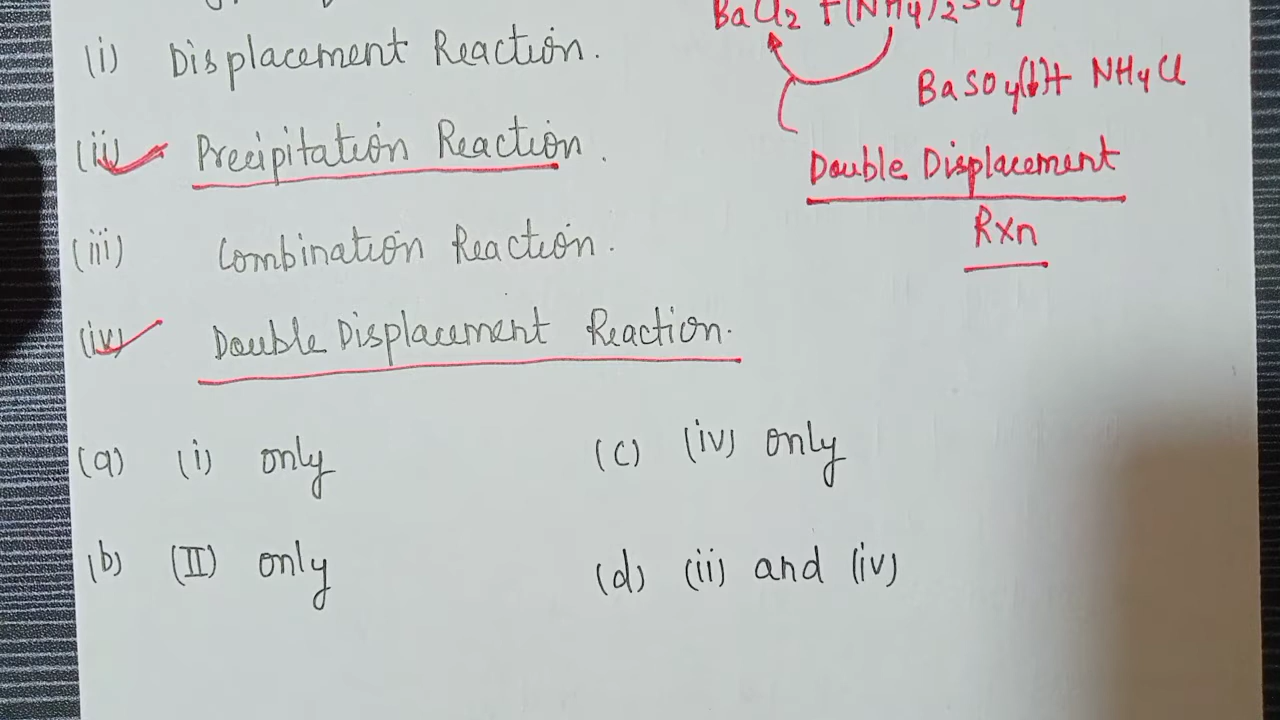 (i) Displacement Reaction.
(ii) Precipitation Reaction.
(iii) Combination Reaction.
(iv) Double Displacement Reaction.
(a) (i) only
(c) (iv) only
(b) (II) only
(d) (ii) and (iv)
BaCl2 + (NH4)2SO4
BaSO4(↓)+ NH4Cl
Double Displacement
Rxn